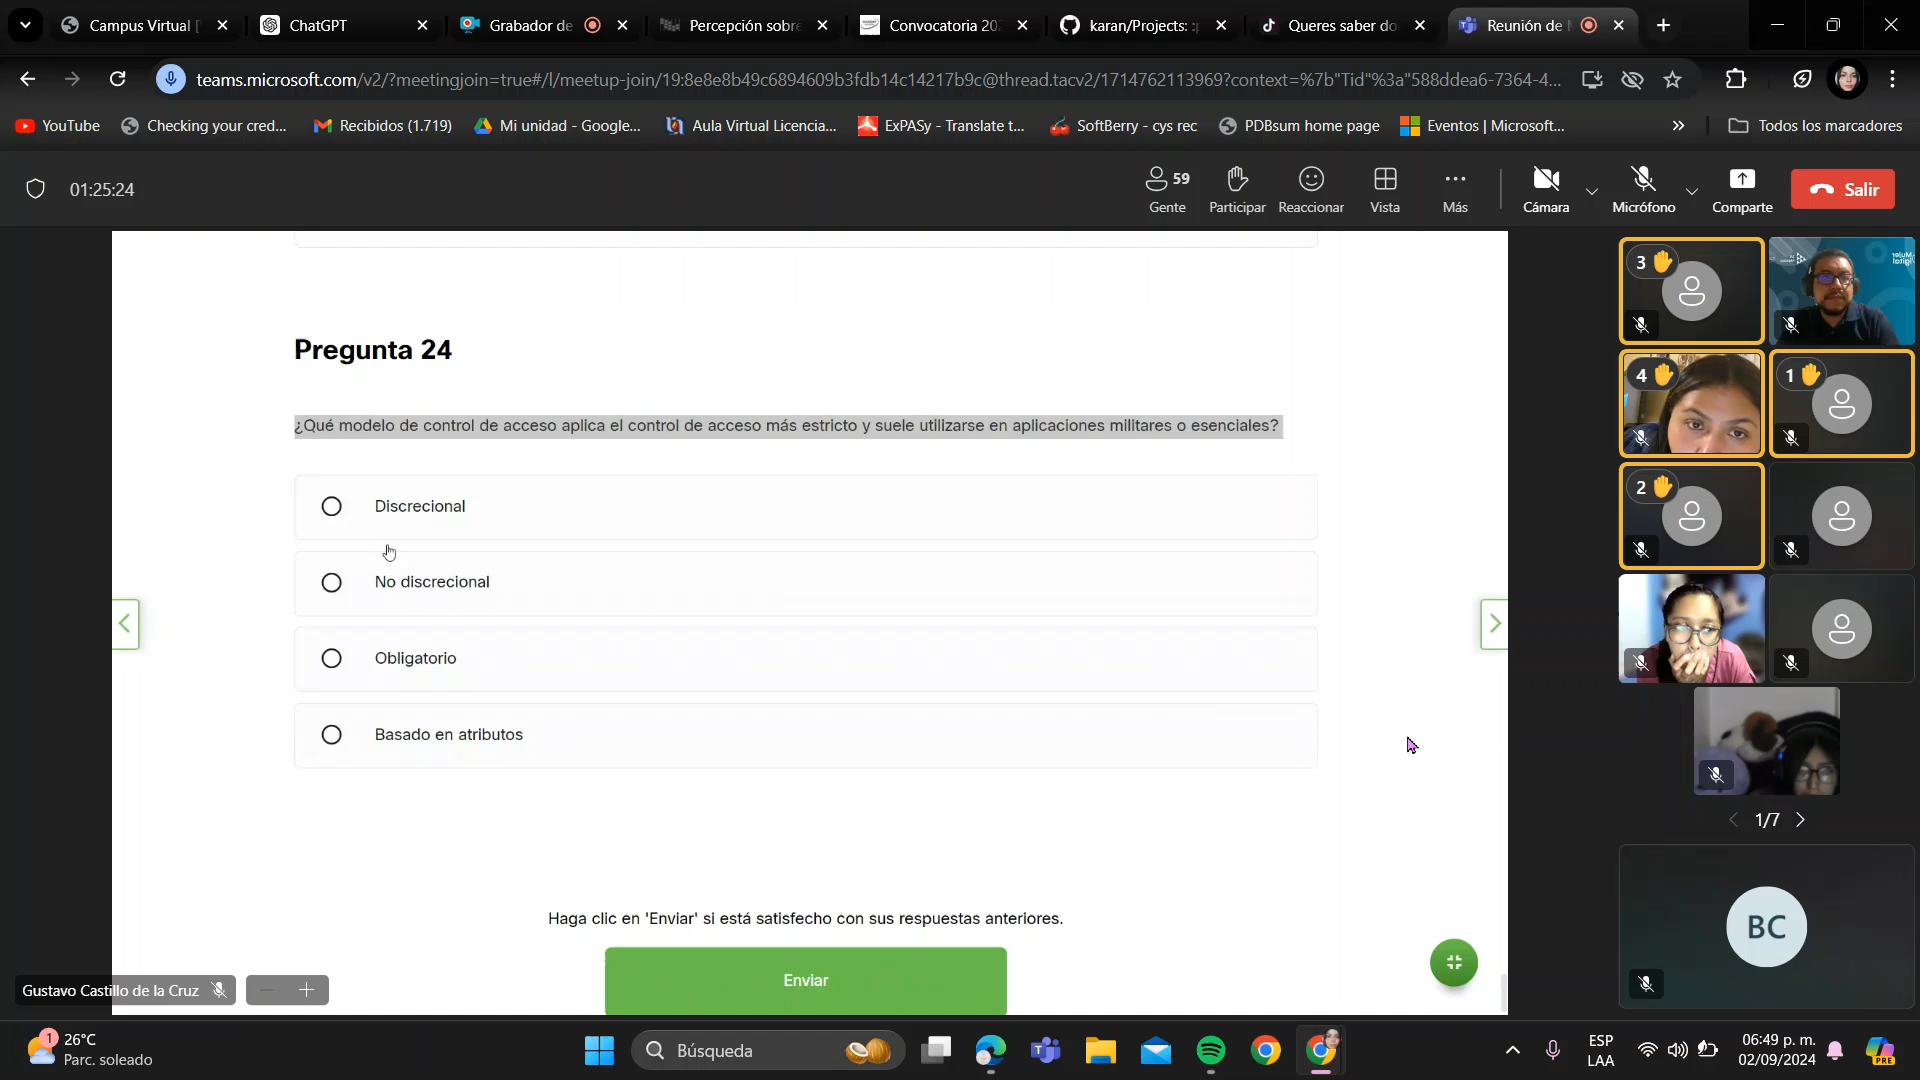 Campus Virtual [
ChatGPT
Grabador de
Percepción sobre
Convocatoria 202
karan/Projects: :p
Queres saber do
Reunión de M
teams.microsoft.com/v2/?meetingjoin=true#/l/meetup-join/19:8e8e8b49c6894609b3fdb14c14217b9c@thread.tacv2/1714762113969?context=%7b"Tid"%3a"588ddea6-7364-4...
YouTube
Checking your cred...
Recibidos (1.719)
Mi unidad - Google...
Aula Virtual Licencia...
ExPASy - Translate t...
SoftBerry - cys rec
PDBsum home page
Eventos | Microsoft...
»
Todos los marcadores
01:25:24
59
Gente
Participar
Reaccionar
Vista
Más
Cámara
Micrófono
Comparte
Salir
Pregunta 24
¿Qué modelo de control de acceso aplica el control de acceso más estricto y suele utilizarse en aplicaciones militares o esenciales?
Discrecional
No discrecional
Obligatorio
Basado en atributos
Haga clic en 'Enviar' si está satisfecho con sus respuestas anteriores.
Enviar
Gustavo Castillo de la Cruz
3
4
1
2
1/7
BC
1
26°C
Parc. soleado
Búsqueda
ESP
LAA
06:49 p. m.
02/09/2024
PRE